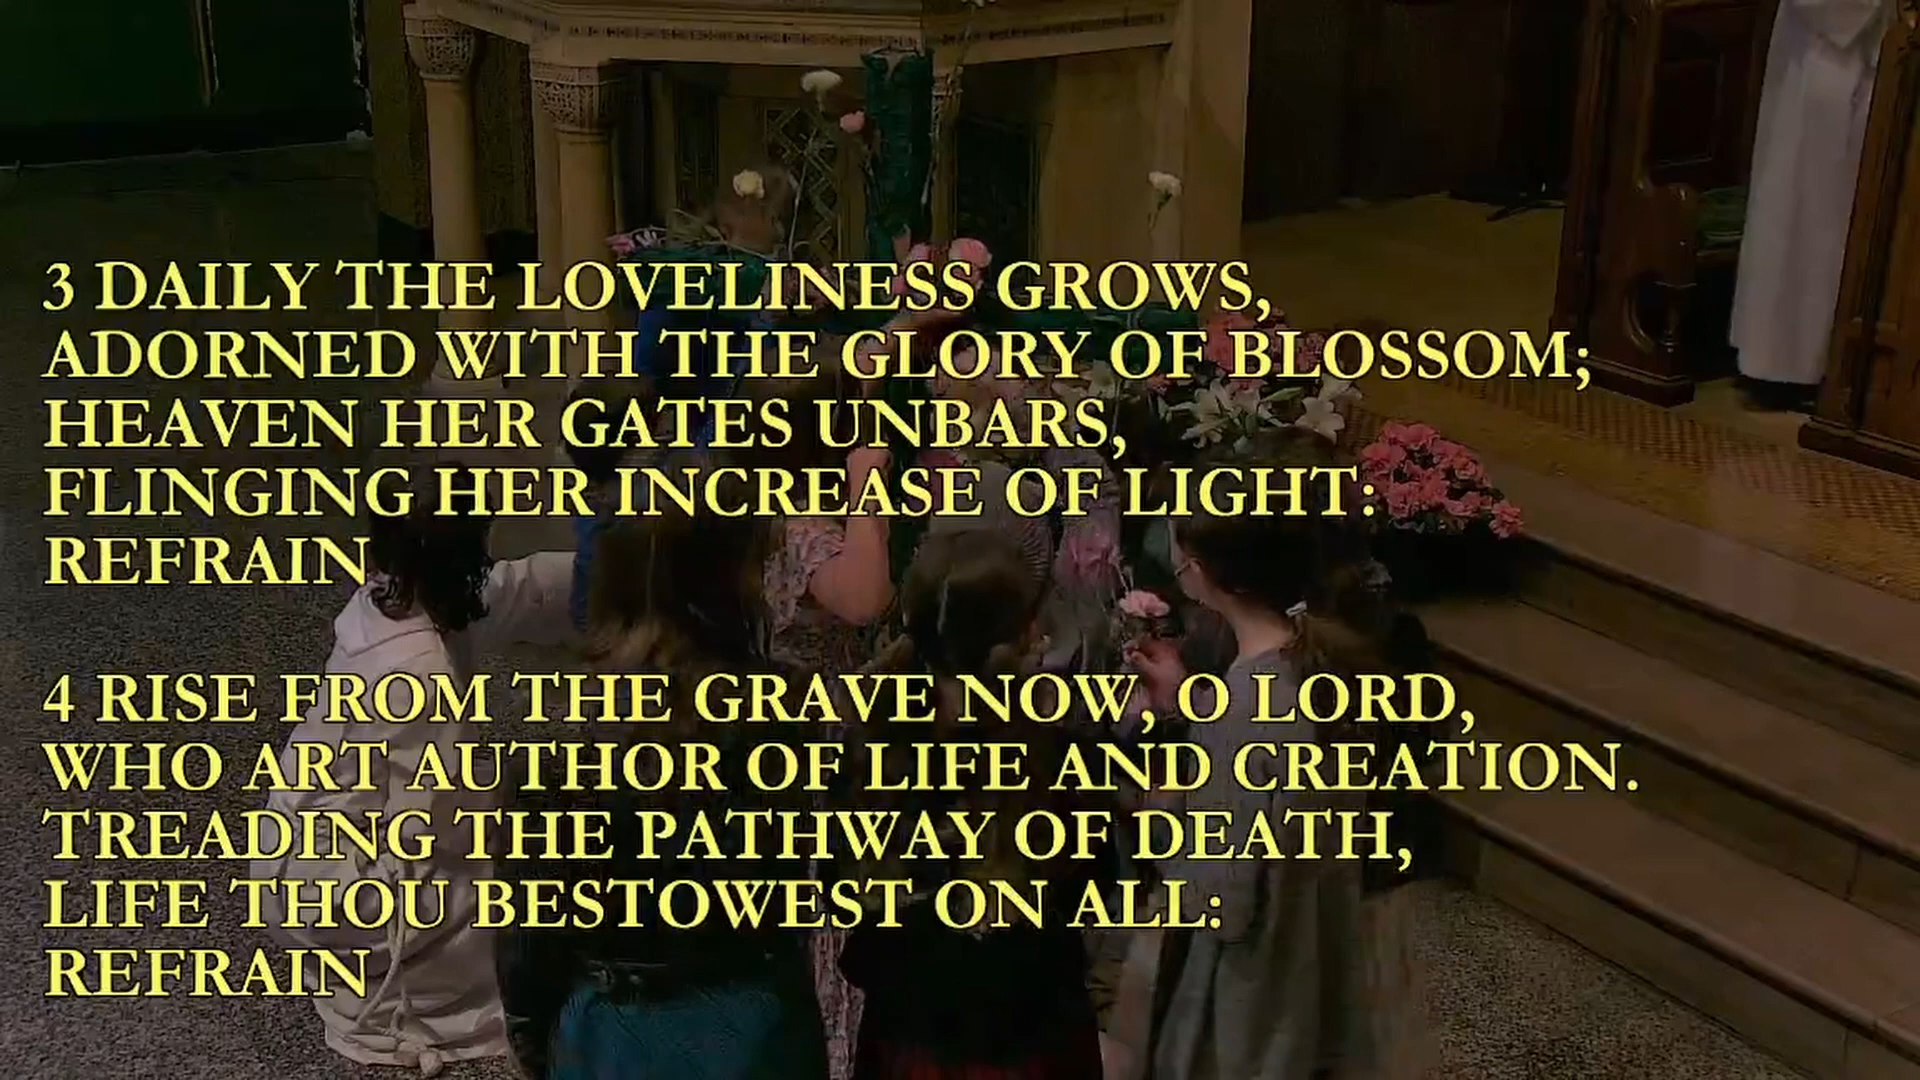 3 DAILY THE LOVELINESS GROWS,
ADORNED WITH THE GLORY OF BLOSSOM;
HEAVEN HER GATES UNBARS,
FLINGING HER INCREASE OF LIGHT:
REFRAIN
4 RISE FROM THE GRAVE NOW, O LORD,
WHO ART AUTHOR OF LIFE AND CREATION.
TREADING THE PATHWAY OF DEATH,
LIFE THOU BESTOWEST ON ALL:
REFRAIN